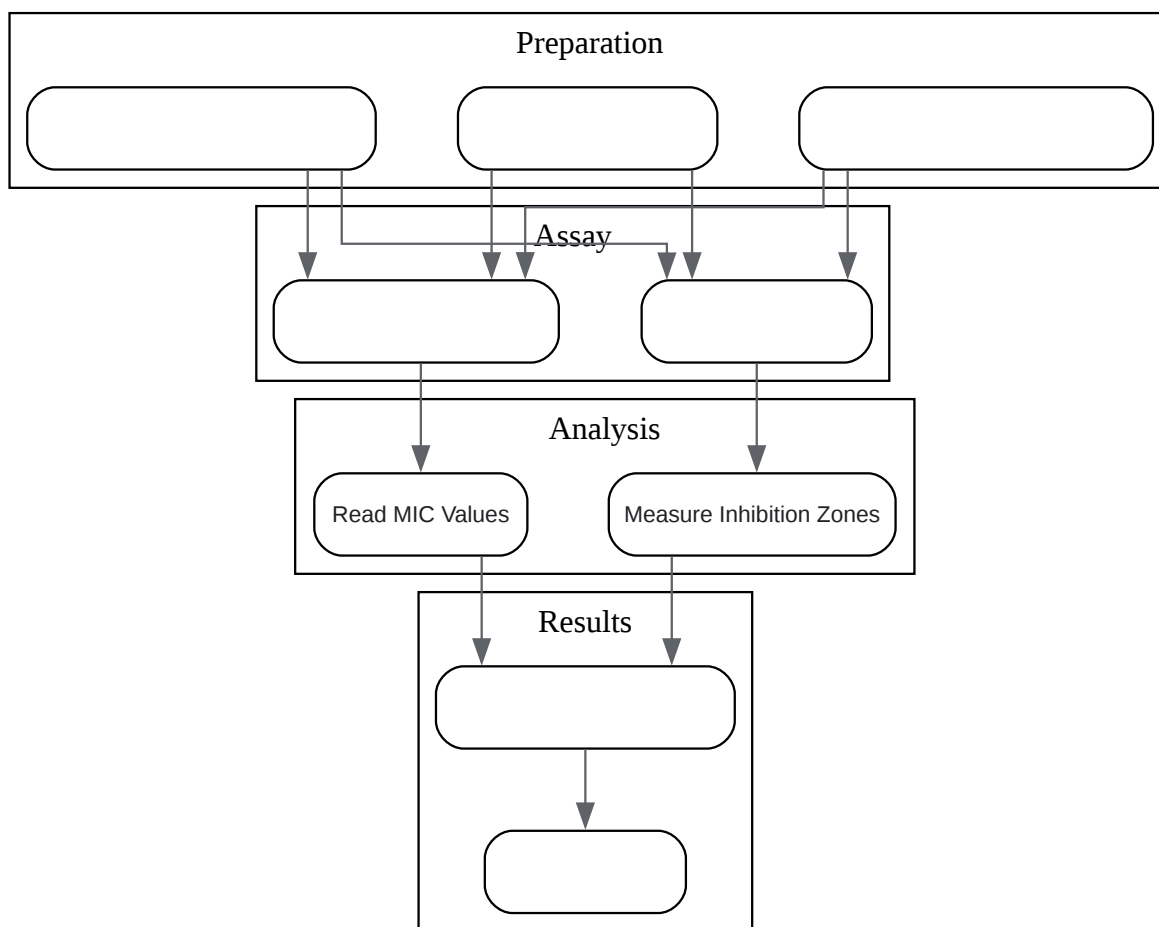 Preparation
Assay
Analysis
Read MIC Values
Measure Inhibition Zones
Results